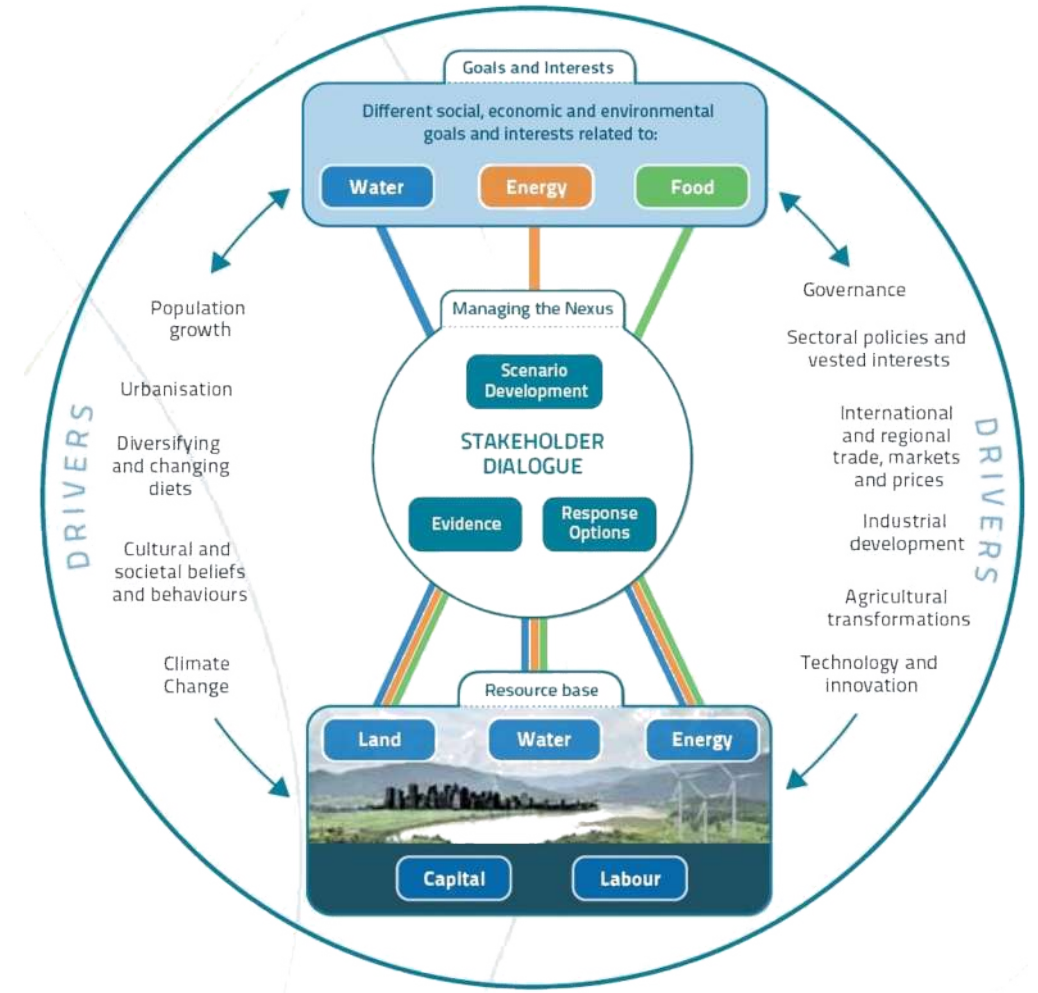 Goals and Interests
Different social, economic and environmental
goals and interests related to:
Water
Energy
Food
DRIVERS
Population
growth
Urbanisation
Diversifying
and changing
diets
Cultural and
societal beliefs
and behaviours
Climate
Change
Managing the Nexus
Scenario
Development
STAKEHOLDER
DIALOGUE
Evidence
Response
Options
Governance
Sectoral policies and
vested interests
International
and regional
trade, markets
and prices
Industrial
development
Agricultural
transformations
Technology and
innovation
DRIVERS
Resource base
Land
Water
Energy
Capital
Labour